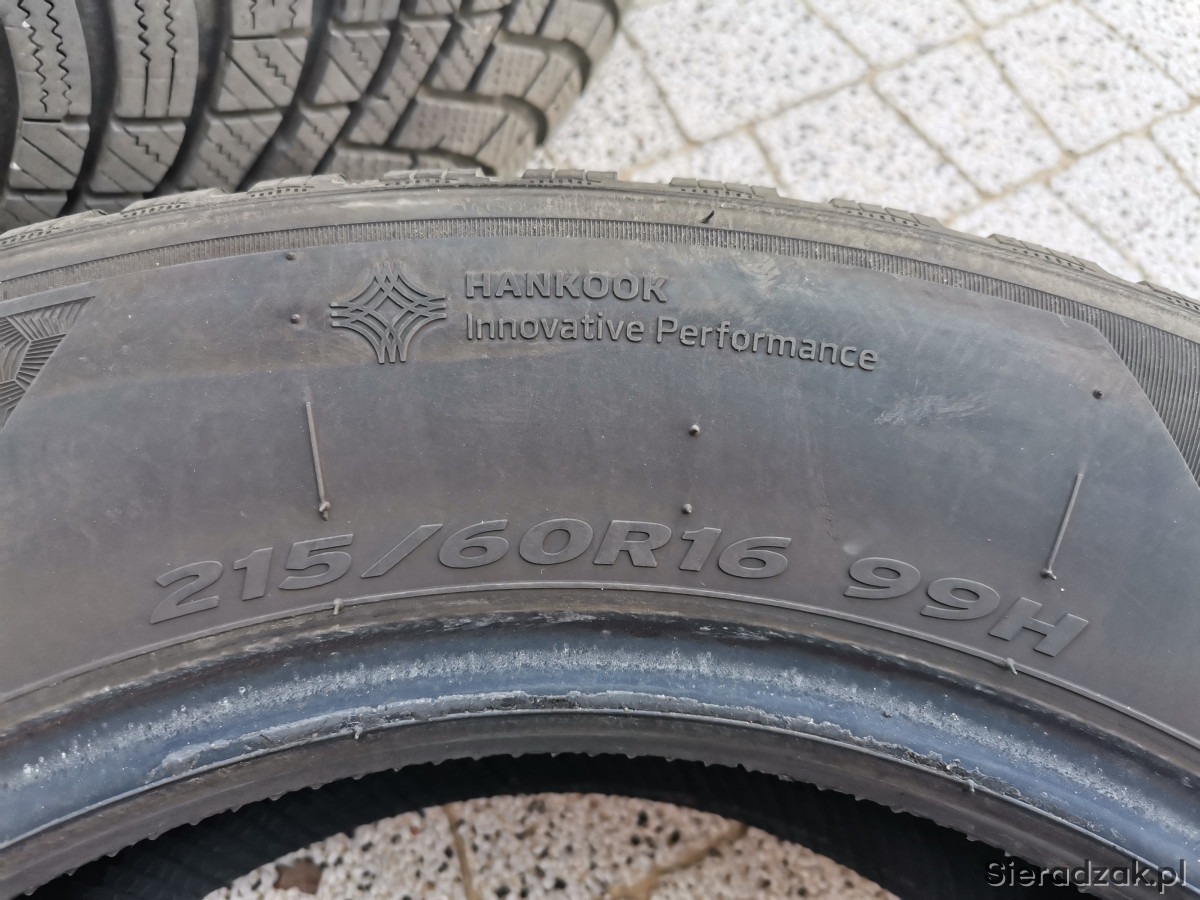 HANKOOK
Innovative Performance
215/60R16 99H
Sieradzak.pl